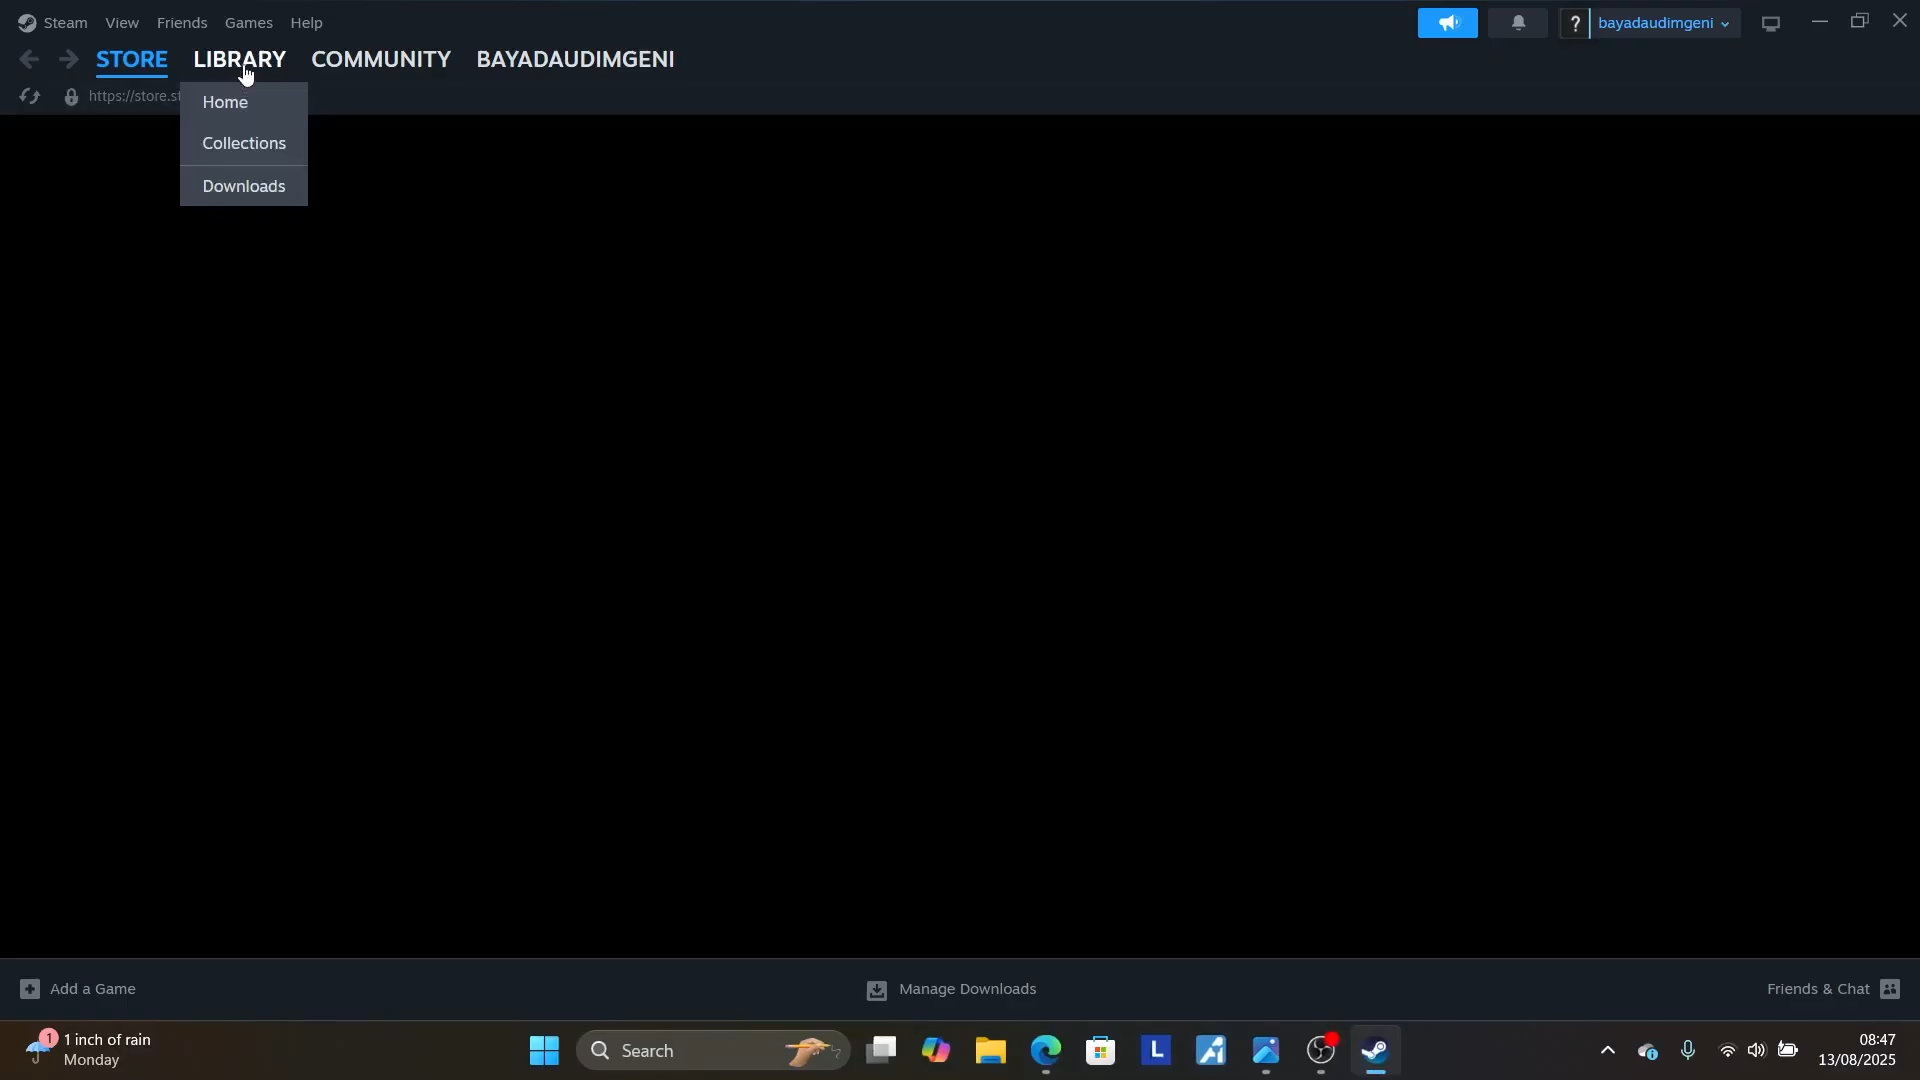 Steam View Friends Games Help
? bayadaudimgeni
STORE LIBRARY COMMUNITY BAYADAUDIMGENI
https://store.st
Home
Collections
Downloads
Add a Game
Manage Downloads
Friends & Chat
1
1 inch of rain
Monday
Search
L
08:47
13/08/2025